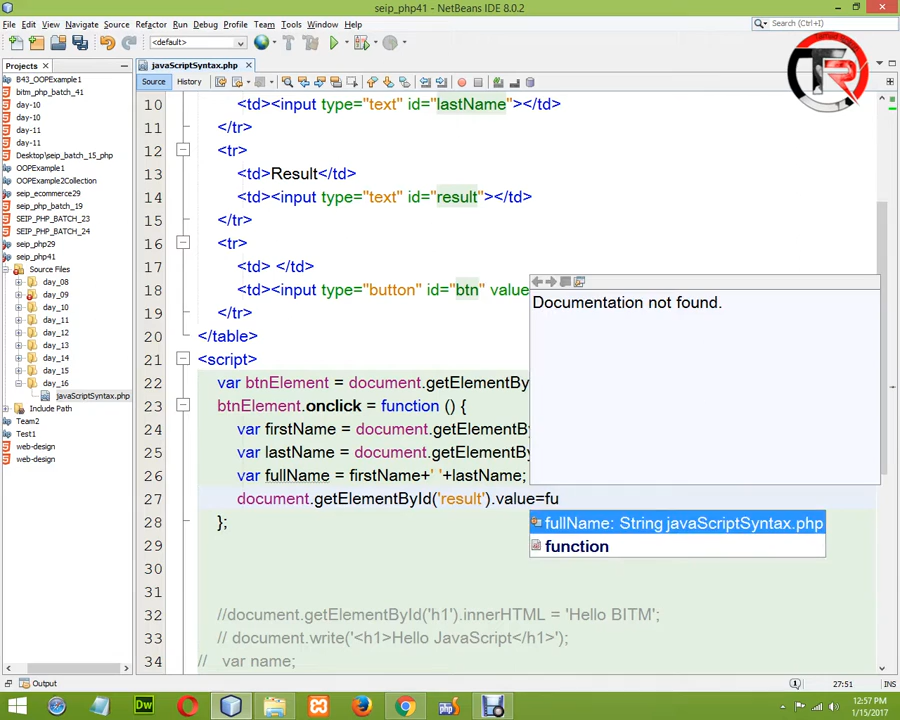 seip_php41 - NetBeans IDE 8.0.2
File Edit View Navigate Source Refactor Run Debug Profile Team Tools Window Help
Search (Ctrl+I)
<default>
Projects
javaScriptSyntax.php
Source History
B43_OOPExample1
bitm_php_batch_41
day-10
day-10
day-11
day-11
Desktop\seip_batch_15_php
OOPExample1
OOPExample2Collection
seip_ecommerce29
seip_php_batch_19
SEIP_PHP_BATCH_23
SEIP_PHP_BATCH_24
seip_php29
seip_php41
Source Files
day_08
day_09
day_10
day_11
day_12
day_13
day_14
day_15
day_16
javaScriptSyntax.php
Include Path
Team2
Test1
web-design
web-design
10 <td><input type="text" id="lastName"></td>
11 </tr>
12 <tr>
13 <td>Result</td>
14 <td><input type="text" id="result"></td>
15 </tr>
16 <tr>
17 <td> </td>
18 <td><input type="button" id="btn" value
19 </tr>
20 </table>
21 <script>
22 var btnElement = document.getElementBy
23 btnElement.onclick = function () {
24 var firstName = document.getElementBy
25 var lastName = document.getElementBy
26 var fullName = firstName+' '+lastName;
27 document.getElementById('result').value=fu
28 };
29
30
31
32 //document.getElementById('h1').innerHTML = 'Hello BITM';
33 // document.write('<h1>Hello JavaScript</h1>');
34 // var name;
Documentation not found.
fullName: String javaScriptSyntax.php
function
Output
27:51 INS
Dw
12:57 PM
1/15/2017